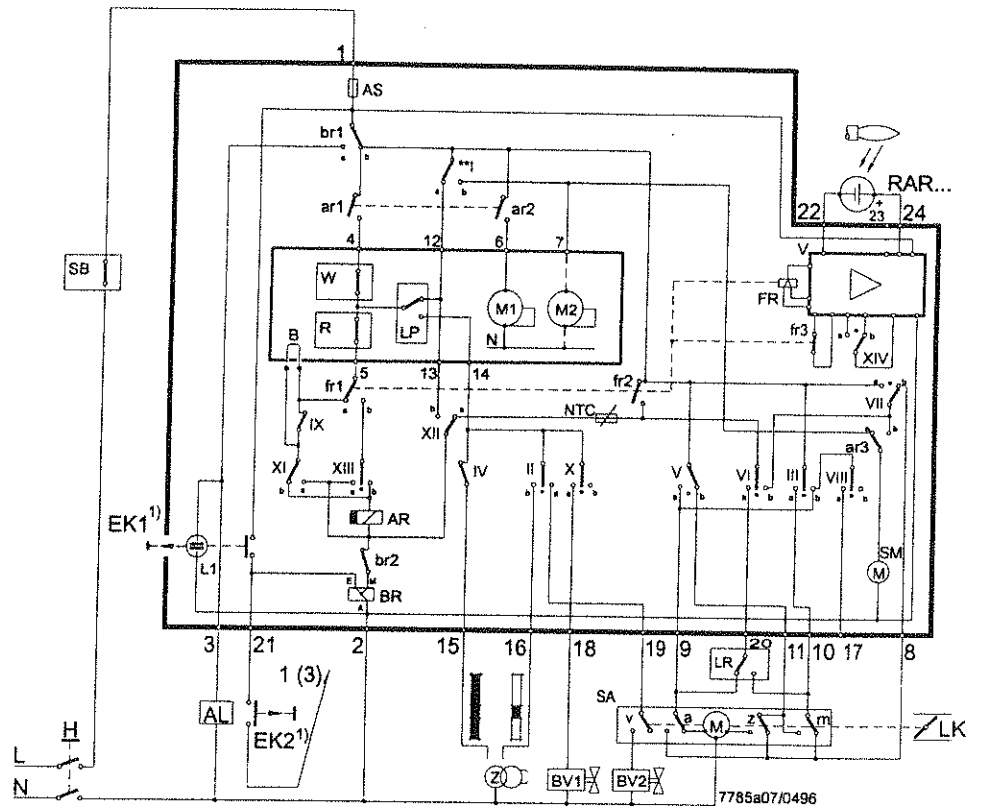 1
AS
br1
a b
**)
a b
RAR...
22 + 23 24
ar1 ar2
4 12 6 7
V
SB
W
FR
M1 M2
LP
R
N
fr3
a b
XIV
B
5 13 14
fr1 fr2
a b
b a
NTC
VII
a b
IX
XII
ar3
XI XIII IV II X V VI III VIII
b a a b a b a b a b a b a b a b
AR
EK1 1)
L1
br2
SM
M
E M
BR
A
3 21 2 15 16 18 19 9 20 11 10 17 8
LR
1 (3)
SA
AL
v a M z m
LK
EK2 1)
H
L
Z
BV1 BV2
N
7785a07/0496